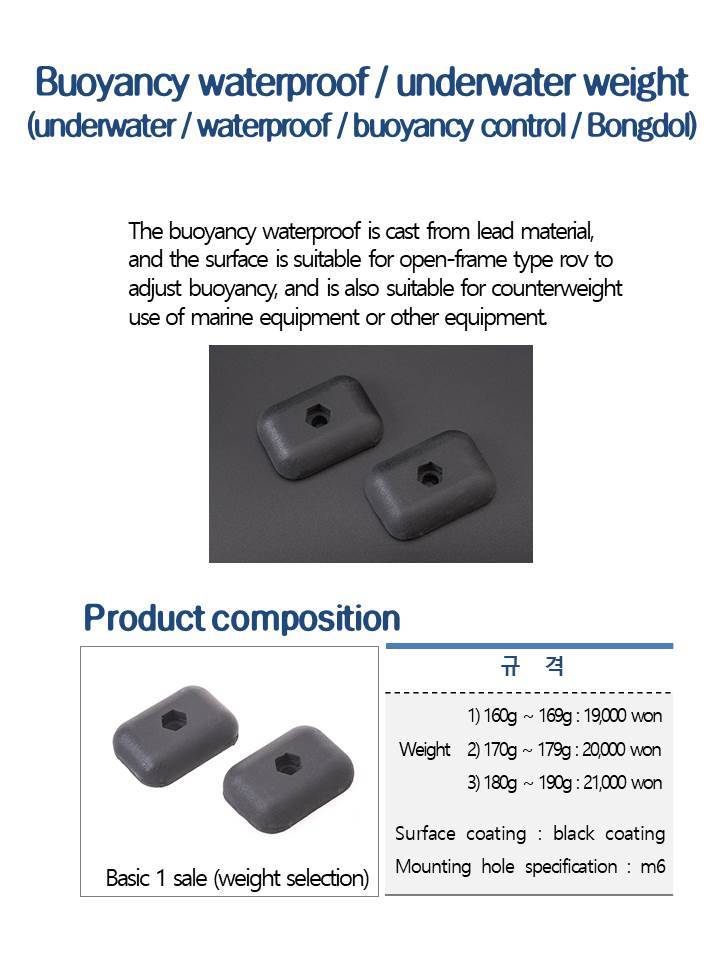 Buoyancy waterproof / underwater weight
(underwater / waterproof / buoyancy control / Bongdol)
The buoyancy waterproof is cast from lead material,
and the surface is suitable for open-frame type rov to
adjust buoyancy, and is also suitable for counterweight
use of marine equipment or other equipment.
Product composition
Basic 1 sale (weight selection)
규 격
1) 160g ~ 169g : 19,000 won
Weight 2) 170g ~ 179g : 20,000 won
3) 180g ~ 190g : 21,000 won
Surface coating : black coating
Mounting hole specification : m6